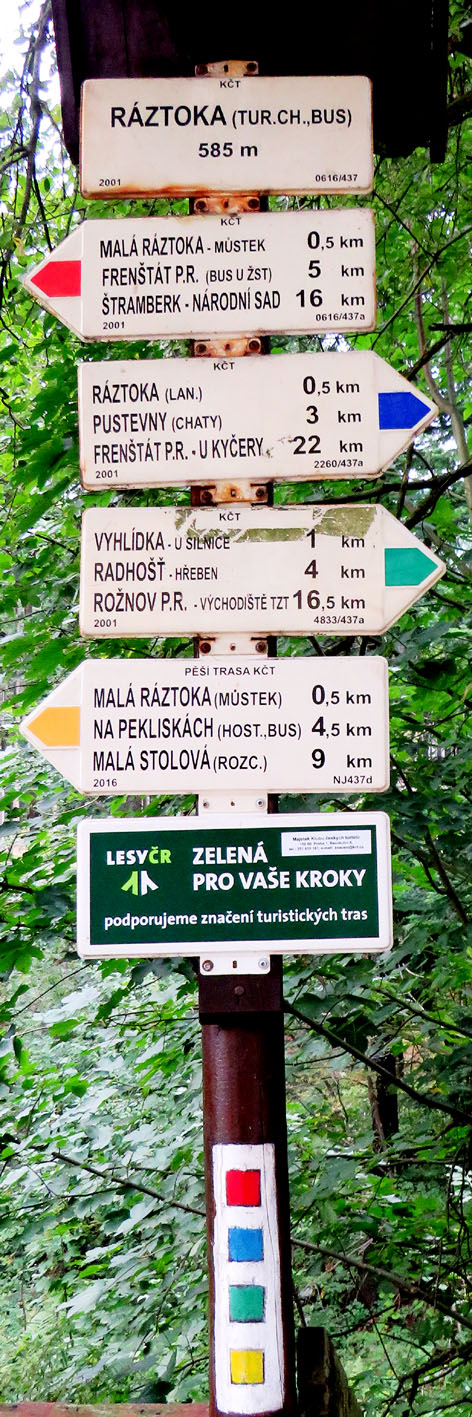 KČT
RÁZTOKA (TUR.CH.,BUS)
585 m
2001 0616/437
KČT
MALÁ RÁZTOKA - MŮSTEK 0,5 km
FRENŠTÁT P.R. (BUS U ŽST) 5 km
ŠTRAMBERK - NÁRODNÍ SAD 16 km
2001 0616/437a
KČT
RÁZTOKA (LAN.) 0,5 km
PUSTEVNY (CHATY) 3 km
FRENŠTÁT P.R. - U KYČERY 22 km
2001 2260/437a
KČT
VYHLÍDKA - U SILNICE 1 km
RADHOŠŤ - HŘEBEN 4 km
ROŽNOV P.R. - VÝCHODIŠTĚ TZT 16,5 km
2001 4833/437a
PĚŠÍ TRASA KČT
MALÁ RÁZTOKA (MŮSTEK) 0,5 km
NA PEKLISKÁCH (HOST.,BUS) 4,5 km
MALÁ STOLOVÁ (ROZC.) 9 km
2016 NJ437d
LESYČR ZELENÁ
PRO VAŠE KROKY
Majetek Klubu českých turistů
podporujeme značení turistických tras